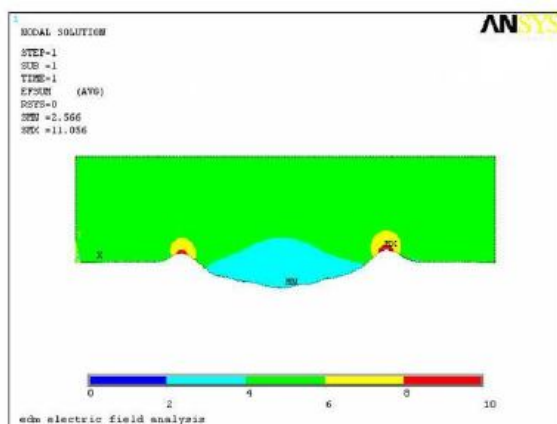 1
NODAL SOLUTION
STEP=1
SUB =1
TIME=1
EFSUM (AVG)
RSYS=0
SMN =2.566
SMX =11.056
ANSYS
X
MX
MN
0 2 4 6 8 10
edm electric field analysis